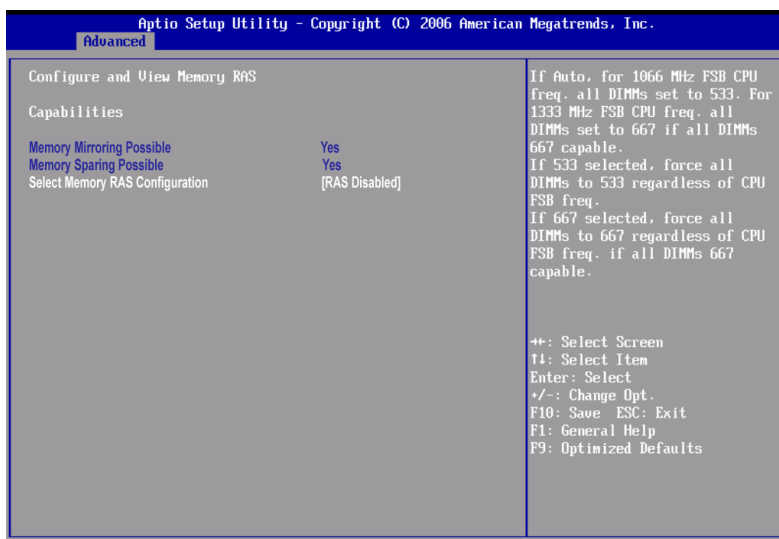 Aptio Setup Utility - Copyright (C) 2006 American Megatrends, Inc.
Advanced
Configure and View Memory RAS
Capabilities
Memory Mirroring Possible Yes
Memory Sparing Possible Yes
Select Memory RAS Configuration [RAS Disabled]
If Auto, for 1066 MHz FSB CPU
freq. all DIMMs set to 533. For
1333 MHz FSB CPU freq. all
DIMMs set to 667 if all DIMMs
667 capable.
If 533 selected, force all
DIMMs to 533 regardless of CPU
FSB freq.
If 667 selected, force all
DIMMs to 667 regardless of CPU
FSB freq. if all DIMMs 667
capable.
→←: Select Screen
↑↓: Select Item
Enter: Select
+/-: Change Opt.
F10: Save ESC: Exit
F1: General Help
F9: Optimized Defaults